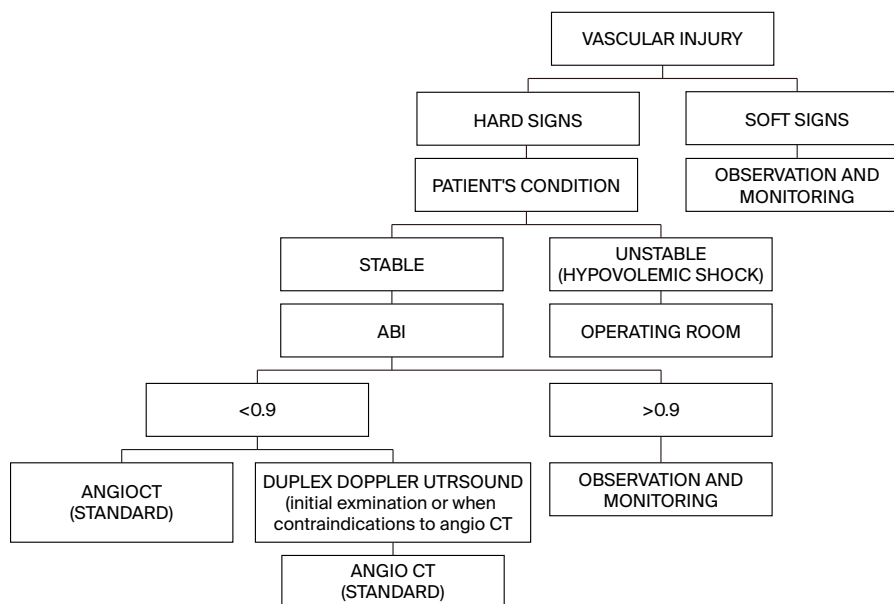 VASCULAR INJURY
HARD SIGNS
SOFT SIGNS
PATIENT'S CONDITION
OBSERVATION AND
MONITORING
STABLE
UNSTABLE
(HYPOVOLEMIC SHOCK)
ABI
OPERATING ROOM
<0.9
>0.9
ANGIOCT
(STANDARD)
DUPLEX DOPPLER UTRSOUND
(initial exmination or when
contraindications to angio CT
OBSERVATION AND
MONITORING
ANGIO CT
(STANDARD)